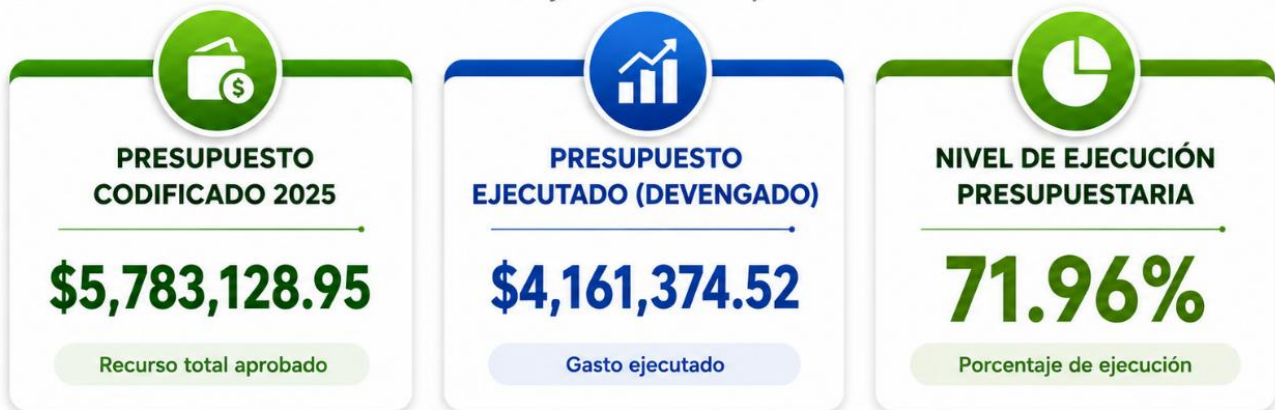 PRESUPUESTO
CODIFICADO 2025
$5,783,128.95
Recurso total aprobado
PRESUPUESTO
EJECUTADO (DEVENGADO)
$4,161,374.52
Gasto ejecutado
NIVEL DE EJECUCIÓN
PRESUPUESTARIA
71.96%
Porcentaje de ejecución